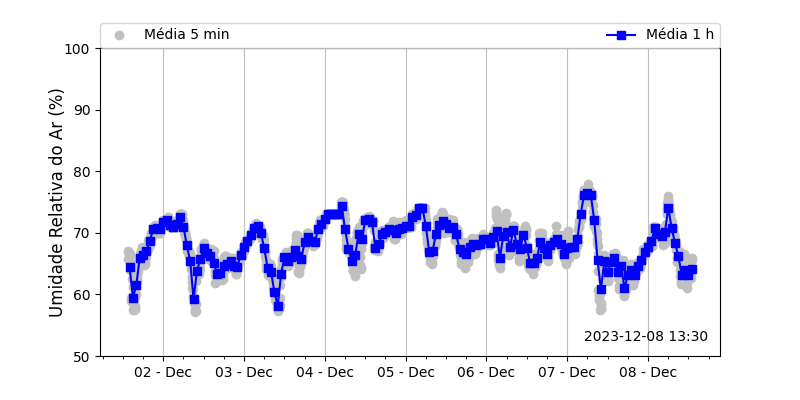 Média 5 min
Média 1 h
100
90
80
70
60
50
Umidade Relativa do Ar (%)
2023-12-08 13:30
02 - Dec
03 - Dec
04 - Dec
05 - Dec
06 - Dec
07 - Dec
08 - Dec